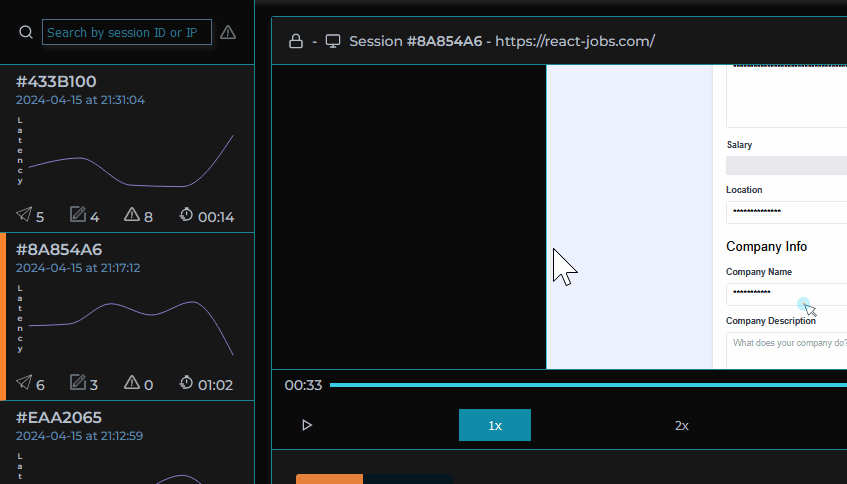 Search by session ID or IP
#433B100
2024-04-15 at 21:31:04
Latency
5 4 8 00:14
#8A854A6
2024-04-15 at 21:17:12
Latency
6 3 0 01:02
#EAA2065
2024-04-15 at 21:12:59
Lat
- Session #8A854A6 - https://react-jobs.com/
Salary
Location
**************
Company Info
Company Name
***********
Company Description
What does your company do?
00:33
1x 2x